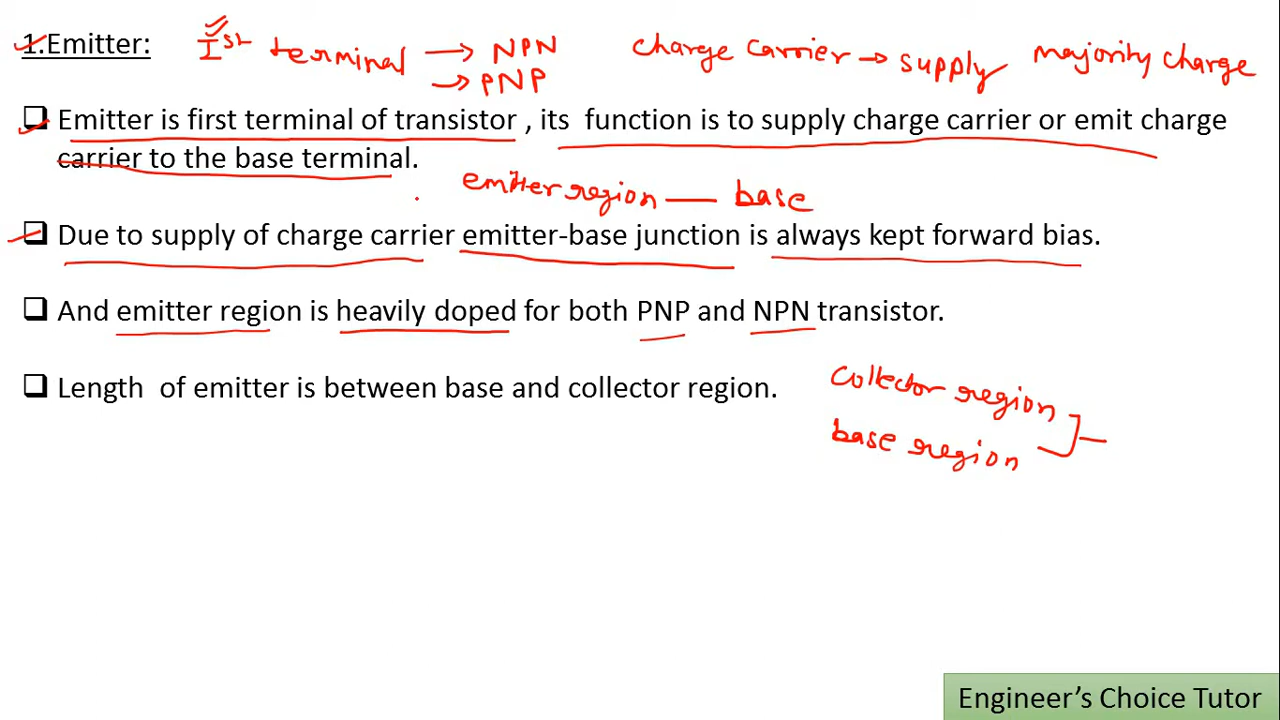 1.Emitter: Ist terminal → NPN charge carrier → supply majority charge
→ PNP
❑ Emitter is first terminal of transistor , its function is to supply charge carrier or emit charge
carrier to the base terminal.
emitter region — base
❑ Due to supply of charge carrier emitter-base junction is always kept forward bias.
❑ And emitter region is heavily doped for both PNP and NPN transistor.
❑ Length of emitter is between base and collector region.
collector region
base region
Engineer’s Choice Tutor